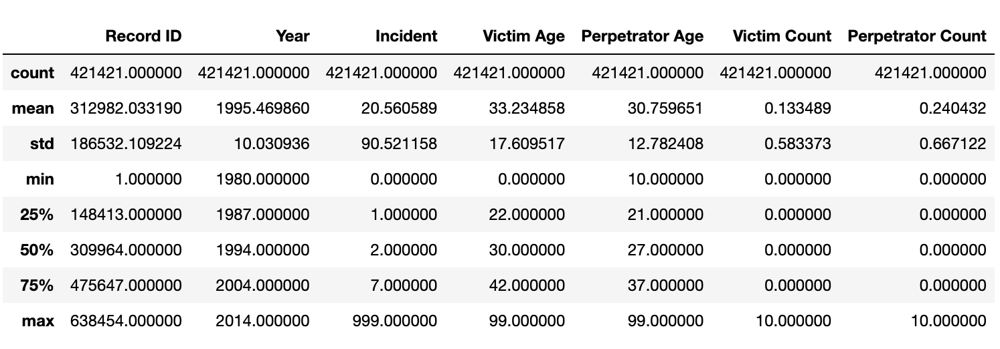 Record ID Year Incident Victim Age Perpetrator Age Victim Count Perpetrator Count
count 421421.000000 421421.000000 421421.000000 421421.000000 421421.000000 421421.000000 421421.000000
mean 312982.033190 1995.469860 20.560589 33.234858 30.759651 0.133489 0.240432
std 186532.109224 10.030936 90.521158 17.609517 12.782408 0.583373 0.667122
min 1.000000 1980.000000 0.000000 0.000000 10.000000 0.000000 0.000000
25% 148413.000000 1987.000000 1.000000 22.000000 21.000000 0.000000 0.000000
50% 309964.000000 1994.000000 2.000000 30.000000 27.000000 0.000000 0.000000
75% 475647.000000 2004.000000 7.000000 42.000000 37.000000 0.000000 0.000000
max 638454.000000 2014.000000 999.000000 99.000000 99.000000 10.000000 10.000000